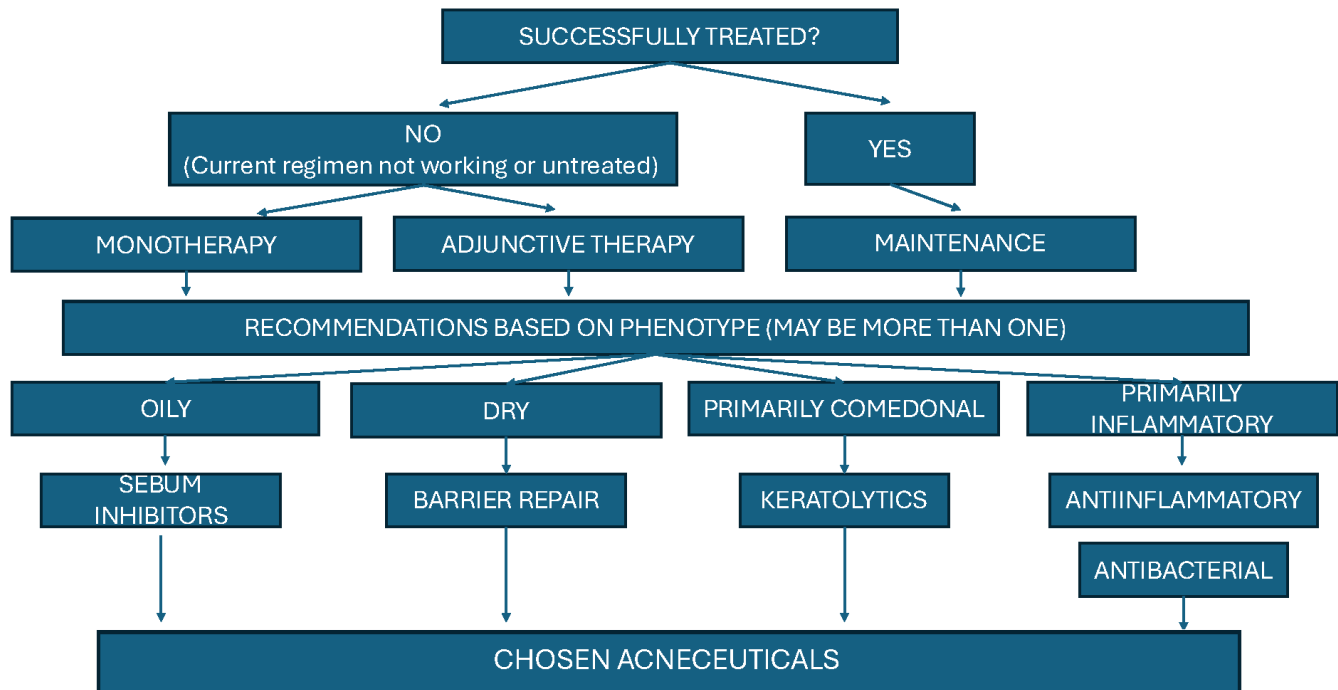 SUCCESSFULLY TREATED?
NO
(Current regimen not working or untreated)
YES
MONOTHERAPY
ADJUNCTIVE THERAPY
MAINTENANCE
RECOMMENDATIONS BASED ON PHENOTYPE (MAY BE MORE THAN ONE)
OILY
DRY
PRIMARILY COMEDONAL
PRIMARILY
INFLAMMATORY
SEBUM
INHIBITORS
BARRIER REPAIR
KERATOLYTICS
ANTIINFLAMMATORY
ANTIBACTERIAL
CHOSEN ACNECEUTICALS